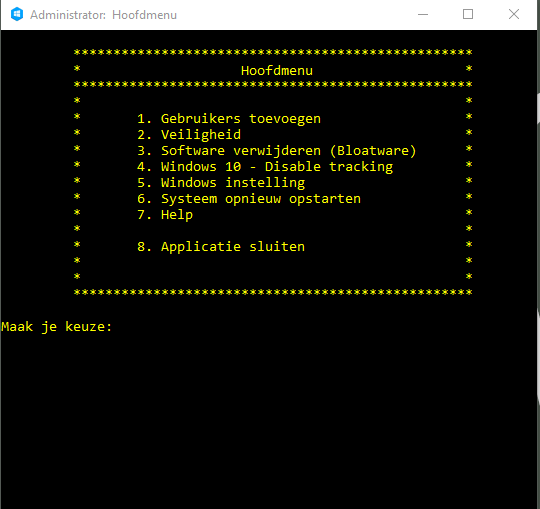 Administrator: Hoofdmenu
**************************************************
* Hoofdmenu *
**************************************************
* *
* 1. Gebruikers toevoegen *
* 2. Veiligheid *
* 3. Software verwijderen (Bloatware) *
* 4. Windows 10 - Disable tracking *
* 5. Windows instelling *
* 6. Systeem opnieuw opstarten *
* 7. Help *
* *
* 8. Applicatie sluiten *
* *
* *
**************************************************
Maak je keuze: